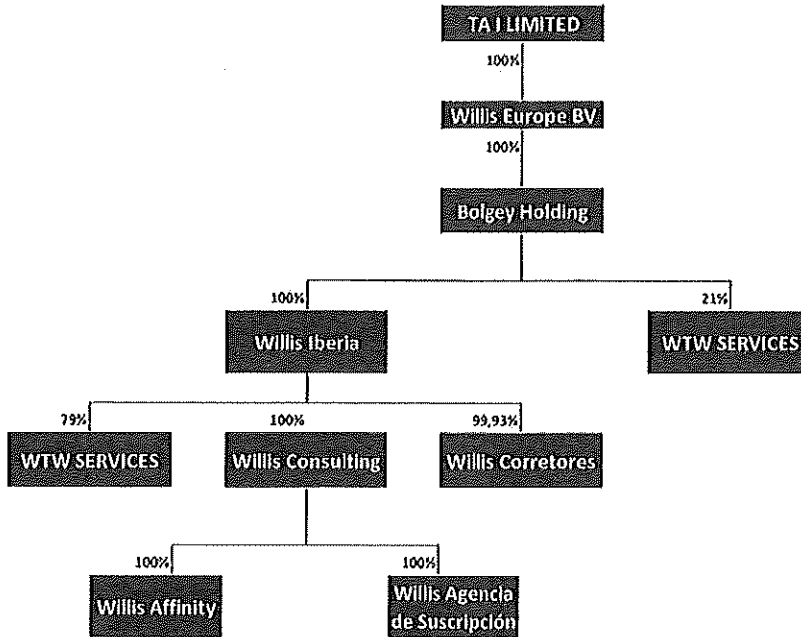 TA I LIMITED
100%
Willis Europe BV
100%
Bolgey Holding
100%
21%
Willis Iberia
WTW SERVICES
79%
100%
99,93%
WTW SERVICES
Willis Consulting
Willis Corretores
100%
100%
Willis Affinity
Willis Agencia
de Suscripción